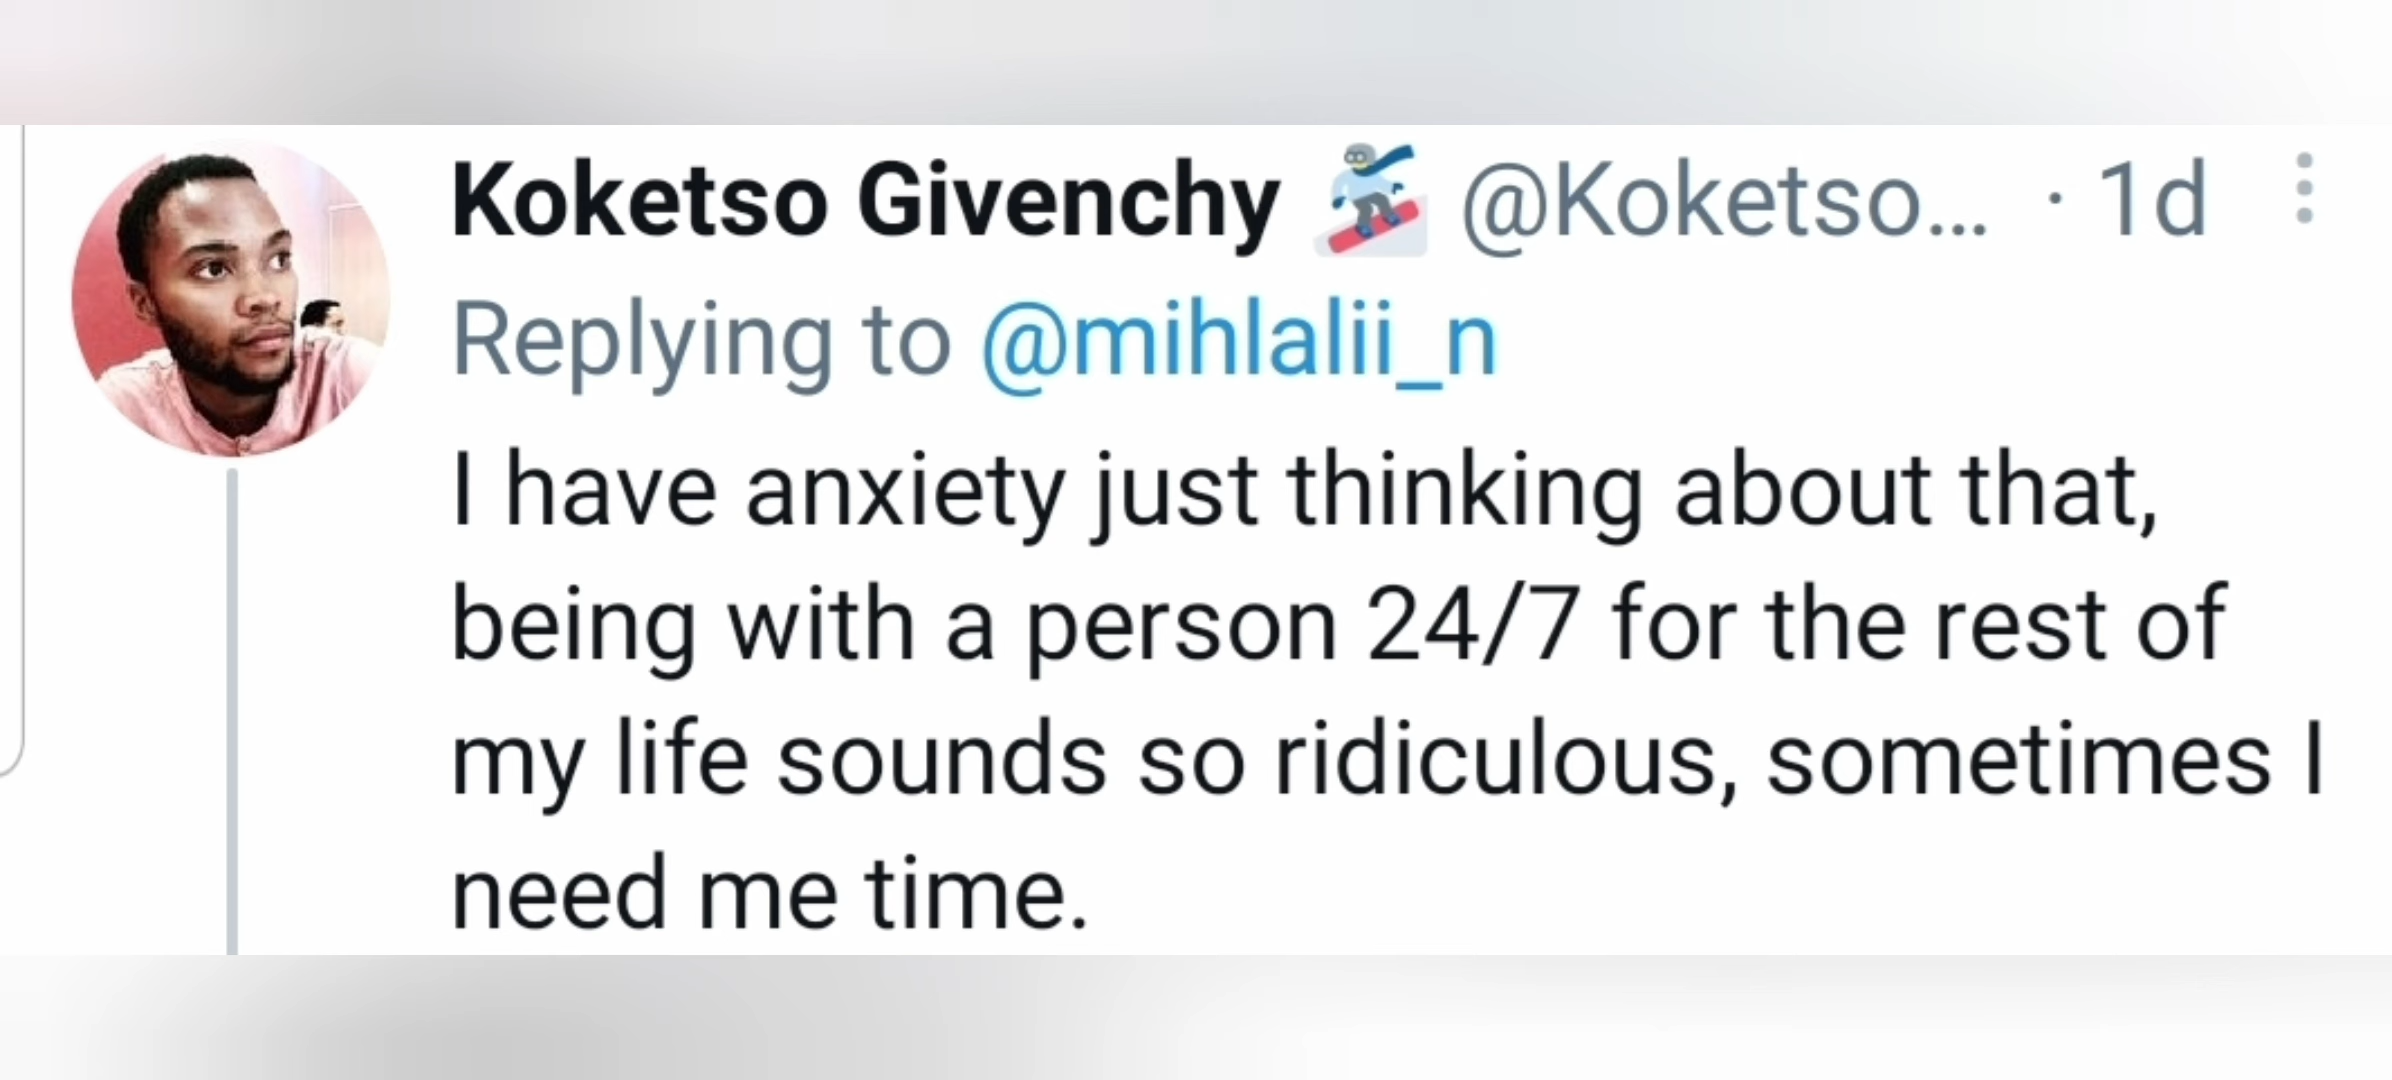 Koketso Givenchy 🏂 @Koketso... · 1d
Replying to @mihlalii_n
I have anxiety just thinking about that,
being with a person 24/7 for the rest of
my life sounds so ridiculous, sometimes I
need me time.